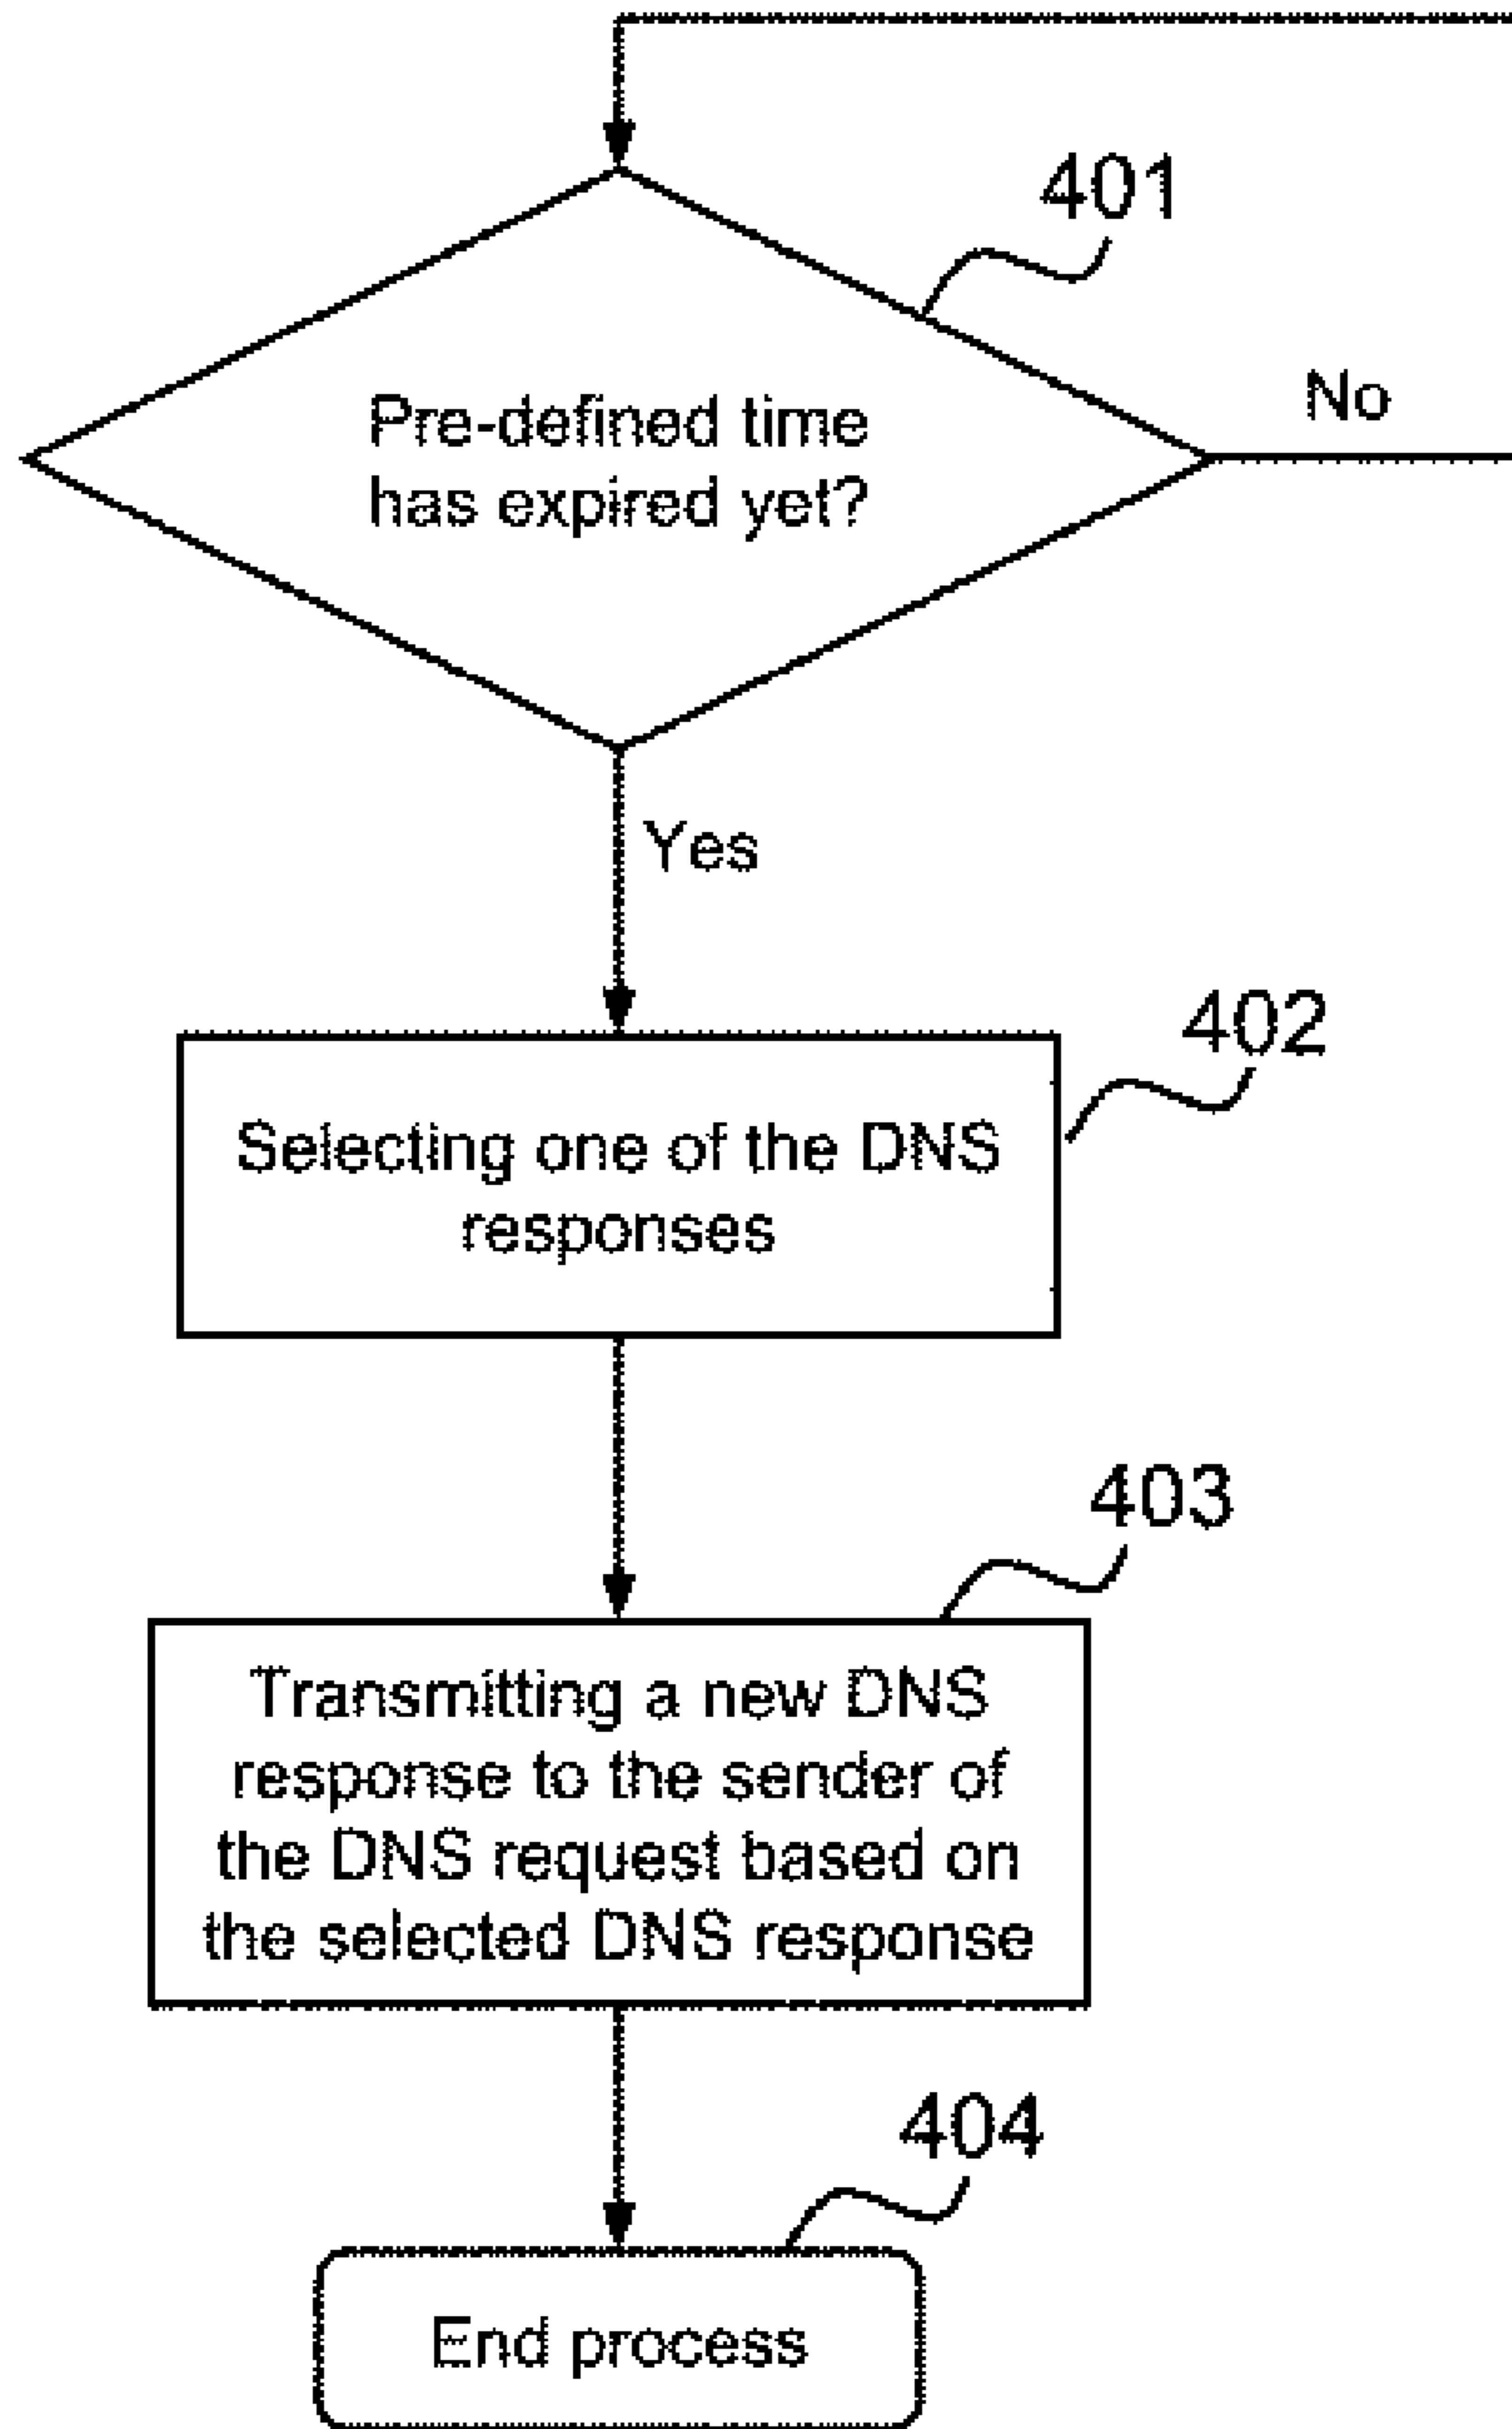 401
Pre-defined time
has expired yet?
No
Yes
402
Selecting one of the DNS
responses
403
Transmitting a new DNS
response to the sender of
the DNS request based on
the selected DNS response
404
End process